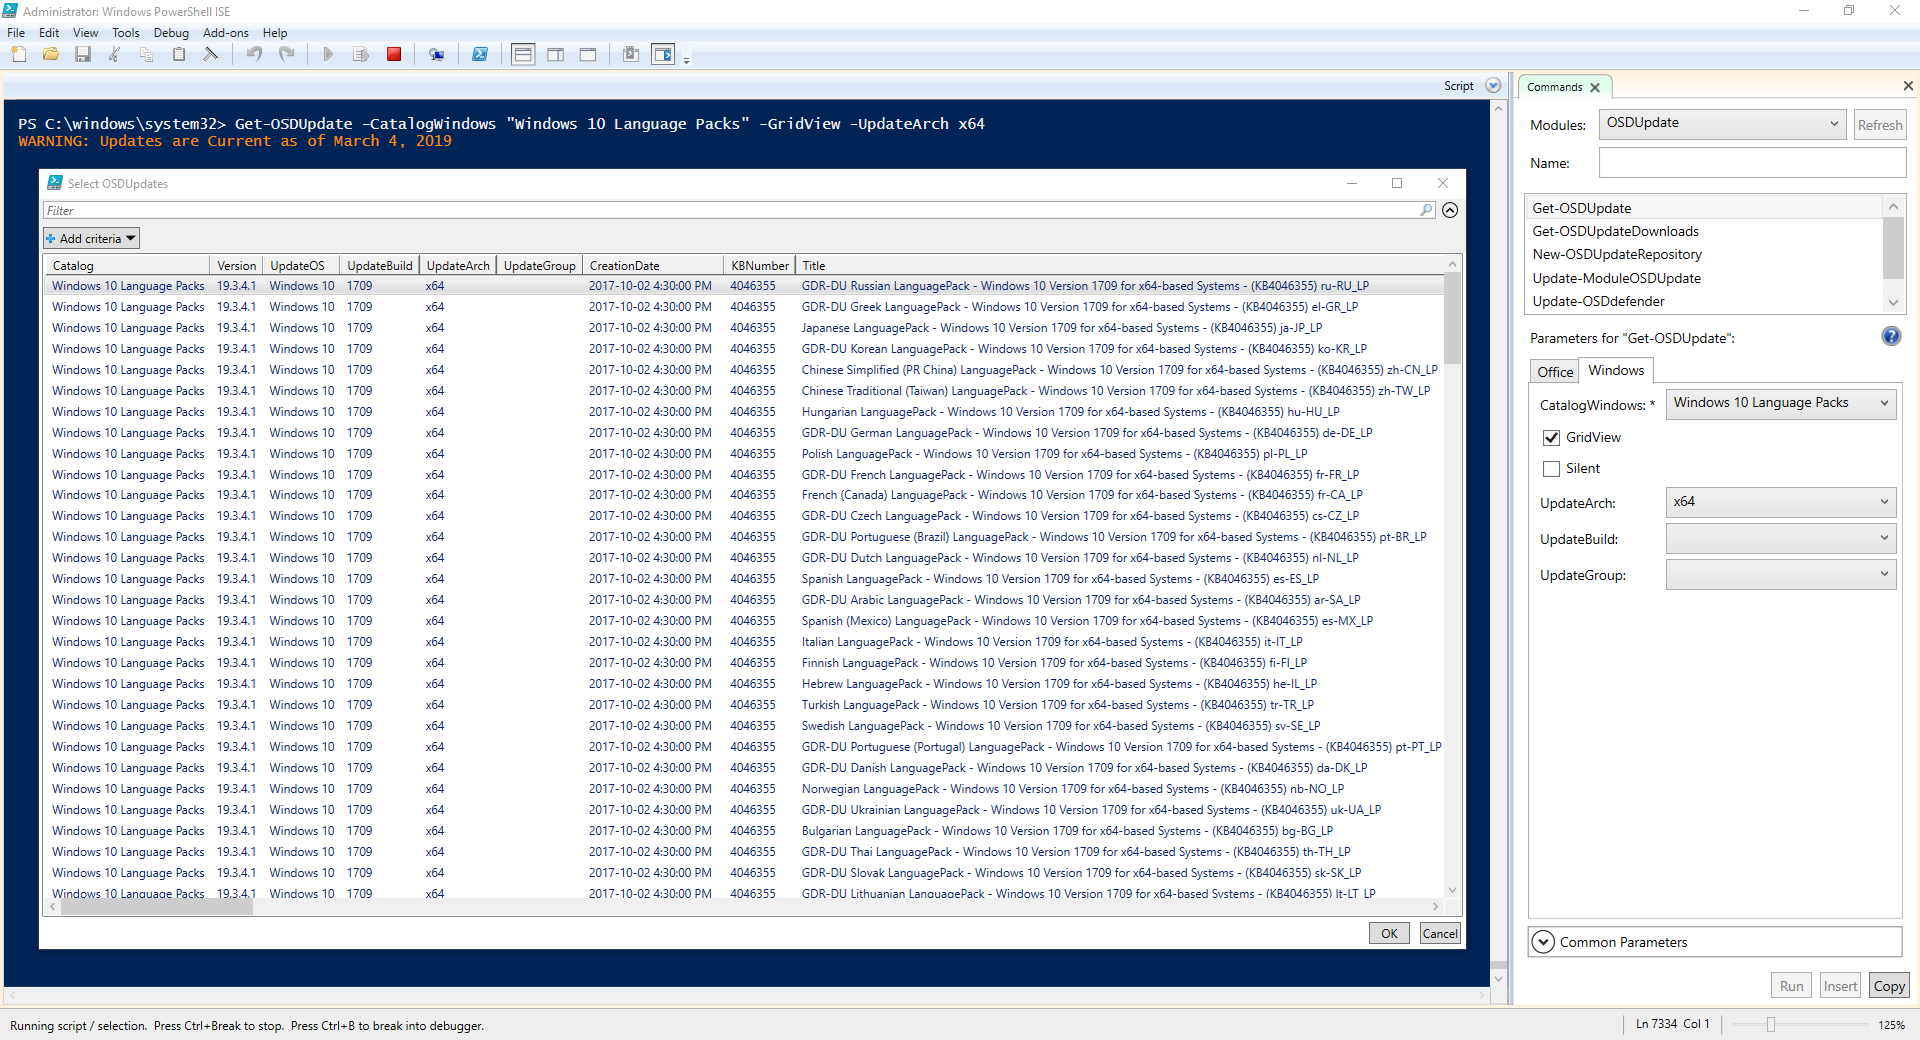 Administrator: Windows PowerShell ISE
File Edit View Tools Debug Add-ons Help
Script
PS C:\windows\system32> Get-OSDUpdate -CatalogWindows "Windows 10 Language Packs" -GridView -UpdateArch x64
WARNING: Updates are Current as of March 4, 2019
Select OSDUpdates
Filter
Add criteria
Catalog Version UpdateOS UpdateBuild UpdateArch UpdateGroup CreationDate KBNumber Title
Windows 10 Language Packs 19.3.4.1 Windows 10 1709 x64 2017-10-02 4:30:00 PM 4046355 GDR-DU Russian LanguagePack - Windows 10 Version 1709 for x64-based Systems - (KB4046355) ru-RU_LP
Windows 10 Language Packs 19.3.4.1 Windows 10 1709 x64 2017-10-02 4:30:00 PM 4046355 GDR-DU Greek LanguagePack - Windows 10 Version 1709 for x64-based Systems - (KB4046355) el-GR_LP
Windows 10 Language Packs 19.3.4.1 Windows 10 1709 x64 2017-10-02 4:30:00 PM 4046355 Japanese LanguagePack - Windows 10 Version 1709 for x64-based Systems - (KB4046355) ja-JP_LP
Windows 10 Language Packs 19.3.4.1 Windows 10 1709 x64 2017-10-02 4:30:00 PM 4046355 GDR-DU Korean LanguagePack - Windows 10 Version 1709 for x64-based Systems - (KB4046355) ko-KR_LP
Windows 10 Language Packs 19.3.4.1 Windows 10 1709 x64 2017-10-02 4:30:00 PM 4046355 Chinese Simplified (PR China) LanguagePack - Windows 10 Version 1709 for x64-based Systems - (KB4046355) zh-CN_LP
Windows 10 Language Packs 19.3.4.1 Windows 10 1709 x64 2017-10-02 4:30:00 PM 4046355 Chinese Traditional (Taiwan) LanguagePack - Windows 10 Version 1709 for x64-based Systems - (KB4046355) zh-TW_LP
Windows 10 Language Packs 19.3.4.1 Windows 10 1709 x64 2017-10-02 4:30:00 PM 4046355 Hungarian LanguagePack - Windows 10 Version 1709 for x64-based Systems - (KB4046355) hu-HU_LP
Windows 10 Language Packs 19.3.4.1 Windows 10 1709 x64 2017-10-02 4:30:00 PM 4046355 GDR-DU German LanguagePack - Windows 10 Version 1709 for x64-based Systems - (KB4046355) de-DE_LP
Windows 10 Language Packs 19.3.4.1 Windows 10 1709 x64 2017-10-02 4:30:00 PM 4046355 Polish LanguagePack - Windows 10 Version 1709 for x64-based Systems - (KB4046355) pl-PL_LP
Windows 10 Language Packs 19.3.4.1 Windows 10 1709 x64 2017-10-02 4:30:00 PM 4046355 GDR-DU French LanguagePack - Windows 10 Version 1709 for x64-based Systems - (KB4046355) fr-FR_LP
Windows 10 Language Packs 19.3.4.1 Windows 10 1709 x64 2017-10-02 4:30:00 PM 4046355 French (Canada) LanguagePack - Windows 10 Version 1709 for x64-based Systems - (KB4046355) fr-CA_LP
Windows 10 Language Packs 19.3.4.1 Windows 10 1709 x64 2017-10-02 4:30:00 PM 4046355 GDR-DU Czech LanguagePack - Windows 10 Version 1709 for x64-based Systems - (KB4046355) cs-CZ_LP
Windows 10 Language Packs 19.3.4.1 Windows 10 1709 x64 2017-10-02 4:30:00 PM 4046355 GDR-DU Portuguese (Brazil) LanguagePack - Windows 10 Version 1709 for x64-based Systems - (KB4046355) pt-BR_LP
Windows 10 Language Packs 19.3.4.1 Windows 10 1709 x64 2017-10-02 4:30:00 PM 4046355 GDR-DU Dutch LanguagePack - Windows 10 Version 1709 for x64-based Systems - (KB4046355) nl-NL_LP
Windows 10 Language Packs 19.3.4.1 Windows 10 1709 x64 2017-10-02 4:30:00 PM 4046355 Spanish LanguagePack - Windows 10 Version 1709 for x64-based Systems - (KB4046355) es-ES_LP
Windows 10 Language Packs 19.3.4.1 Windows 10 1709 x64 2017-10-02 4:30:00 PM 4046355 GDR-DU Arabic LanguagePack - Windows 10 Version 1709 for x64-based Systems - (KB4046355) ar-SA_LP
Windows 10 Language Packs 19.3.4.1 Windows 10 1709 x64 2017-10-02 4:30:00 PM 4046355 Spanish (Mexico) LanguagePack - Windows 10 Version 1709 for x64-based Systems - (KB4046355) es-MX_LP
Windows 10 Language Packs 19.3.4.1 Windows 10 1709 x64 2017-10-02 4:30:00 PM 4046355 Italian LanguagePack - Windows 10 Version 1709 for x64-based Systems - (KB4046355) it-IT_LP
Windows 10 Language Packs 19.3.4.1 Windows 10 1709 x64 2017-10-02 4:30:00 PM 4046355 Finnish LanguagePack - Windows 10 Version 1709 for x64-based Systems - (KB4046355) fi-FI_LP
Windows 10 Language Packs 19.3.4.1 Windows 10 1709 x64 2017-10-02 4:30:00 PM 4046355 Hebrew LanguagePack - Windows 10 Version 1709 for x64-based Systems - (KB4046355) he-IL_LP
Windows 10 Language Packs 19.3.4.1 Windows 10 1709 x64 2017-10-02 4:30:00 PM 4046355 Turkish LanguagePack - Windows 10 Version 1709 for x64-based Systems - (KB4046355) tr-TR_LP
Windows 10 Language Packs 19.3.4.1 Windows 10 1709 x64 2017-10-02 4:30:00 PM 4046355 Swedish LanguagePack - Windows 10 Version 1709 for x64-based Systems - (KB4046355) sv-SE_LP
Windows 10 Language Packs 19.3.4.1 Windows 10 1709 x64 2017-10-02 4:30:00 PM 4046355 GDR-DU Portuguese (Portugal) LanguagePack - Windows 10 Version 1709 for x64-based Systems - (KB4046355) pt-PT_LP
Windows 10 Language Packs 19.3.4.1 Windows 10 1709 x64 2017-10-02 4:30:00 PM 4046355 GDR-DU Danish LanguagePack - Windows 10 Version 1709 for x64-based Systems - (KB4046355) da-DK_LP
Windows 10 Language Packs 19.3.4.1 Windows 10 1709 x64 2017-10-02 4:30:00 PM 4046355 Norwegian LanguagePack - Windows 10 Version 1709 for x64-based Systems - (KB4046355) nb-NO_LP
Windows 10 Language Packs 19.3.4.1 Windows 10 1709 x64 2017-10-02 4:30:00 PM 4046355 GDR-DU Ukrainian LanguagePack - Windows 10 Version 1709 for x64-based Systems - (KB4046355) uk-UA_LP
Windows 10 Language Packs 19.3.4.1 Windows 10 1709 x64 2017-10-02 4:30:00 PM 4046355 Bulgarian LanguagePack - Windows 10 Version 1709 for x64-based Systems - (KB4046355) bg-BG_LP
Windows 10 Language Packs 19.3.4.1 Windows 10 1709 x64 2017-10-02 4:30:00 PM 4046355 GDR-DU Thai LanguagePack - Windows 10 Version 1709 for x64-based Systems - (KB4046355) th-TH_LP
Windows 10 Language Packs 19.3.4.1 Windows 10 1709 x64 2017-10-02 4:30:00 PM 4046355 GDR-DU Slovak LanguagePack - Windows 10 Version 1709 for x64-based Systems - (KB4046355) sk-SK_LP
Windows 10 Language Packs 19.3.4.1 Windows 10 1709 x64 2017-10-02 4:30:00 PM 4046355 GDR-DU Lithuanian LanguagePack - Windows 10 Version 1709 for x64-based Systems - (KB4046355) lt-LT_LP
OK Cancel
Commands
Modules: OSDUpdate Refresh
Name:
Get-OSDUpdate
Get-OSDUpdateDownloads
New-OSDUpdateRepository
Update-ModuleOSDUpdate
Update-OSDdefender
Parameters for "Get-OSDUpdate":
Office Windows
CatalogWindows: * Windows 10 Language Packs
GridView
Silent
UpdateArch: x64
UpdateBuild:
UpdateGroup:
Common Parameters
Run Insert Copy
Running script / selection. Press Ctrl+Break to stop. Press Ctrl+B to break into debugger.
Ln 7334 Col 1
125%